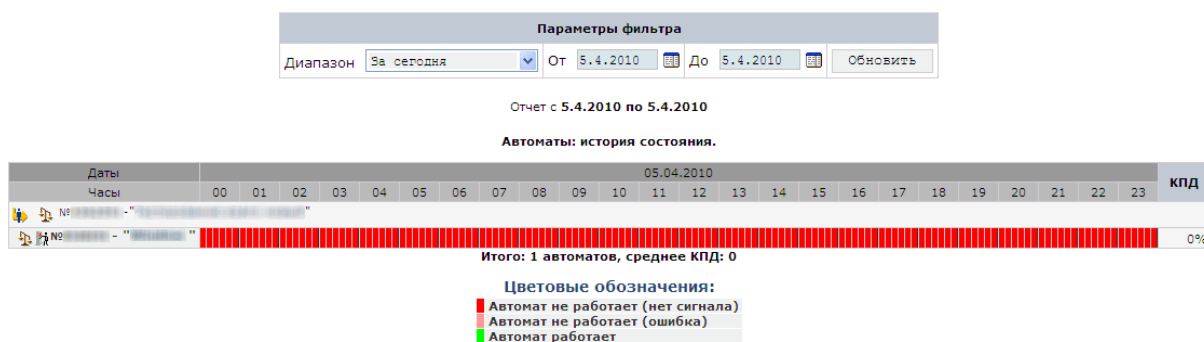 Параметры фильтра
Диапазон За сегодня От 5.4.2010 До 5.4.2010 Обновить
Отчет с 5.4.2010 по 5.4.2010
Автоматы: история состояния.
Даты 05.04.2010 КПД
Часы 00 01 02 03 04 05 06 07 08 09 10 11 12 13 14 15 16 17 18 19 20 21 22 23
№ - " "
№ - " " 0%
Итого: 1 автоматов, среднее КПД: 0
Цветовые обозначения:
Автомат не работает (нет сигнала)
Автомат не работает (ошибка)
Автомат работает